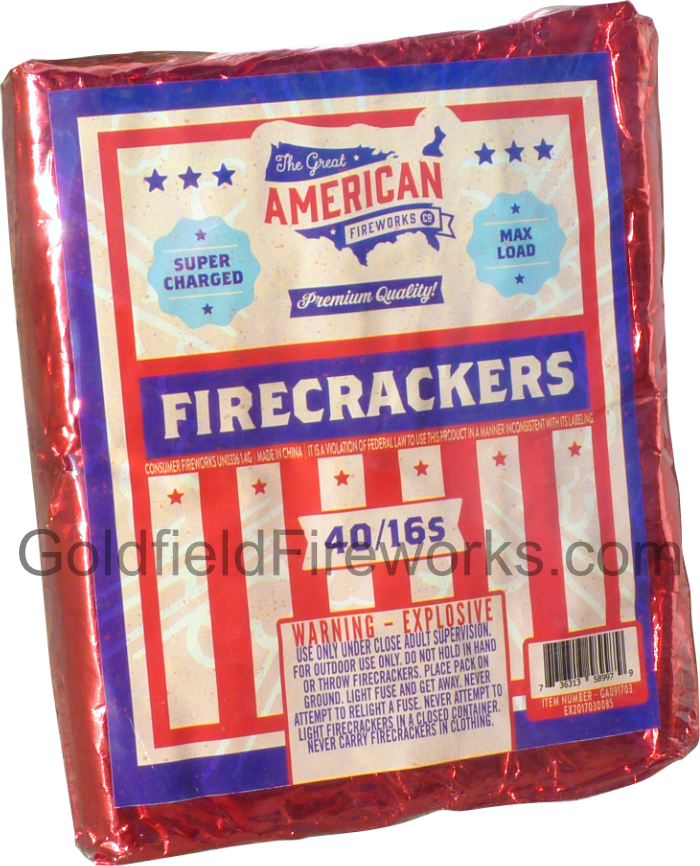 The Great
AMERICAN
FIREWORKS CO
SUPER
CHARGED
MAX
LOAD
Premium Quality!
FIRECRACKERS
CONSUMER FIREWORKS UN0336 1.4G | MADE IN CHINA | IT IS A VIOLATION OF FEDERAL LAW TO USE THIS PRODUCT IN A MANNER INCONSISTENT WITH ITS LABELING.
40/16s
GoldfieldFireworks.com
WARNING - EXPLOSIVE
USE ONLY UNDER CLOSE ADULT SUPERVISION.
FOR OUTDOOR USE ONLY. DO NOT HOLD IN HAND
OR THROW FIRECRACKERS. PLACE PACK ON
GROUND. LIGHT FUSE AND GET AWAY. NEVER
ATTEMPT TO RELIGHT A FUSE. NEVER ATTEMPT TO
LIGHT FIRECRACKERS IN A CLOSED CONTAINER.
NEVER CARRY FIRECRACKERS IN CLOTHING.
7 36313 58997 9
ITEM NUMBER - GA091703
EX2017030085